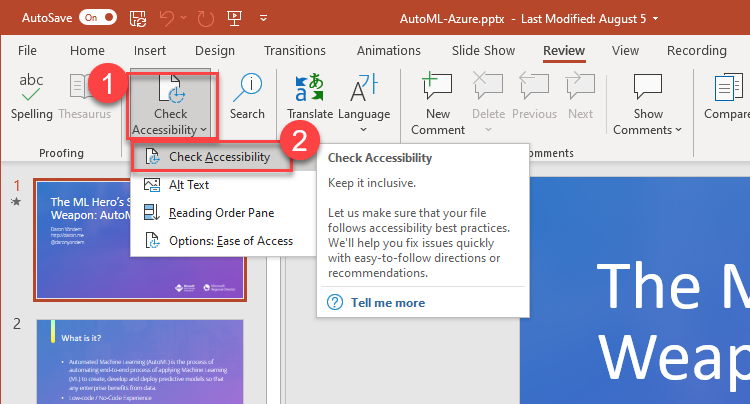 AutoSave On
AutoML-Azure.pptx - Last Modified: August 5
File Home Insert Design Transitions Animations Slide Show Review View Recording
1
abc
Spelling
Thesaurus
Check
Accessibility
Search
Translate
Language
New
Comment
Delete
Previous
Next
Show
Comments
Compare
Proofing
2
Check Accessibility
Alt Text
Reading Order Pane
Options: Ease of Access
Check Accessibility
Keep it inclusive.
Let us make sure that your file
follows accessibility best practices.
We'll help you fix issues quickly
with easy-to-follow directions or
recommendations.
Tell me more
mments
1
The ML Hero's S
Weapon: AutoM
2
What is it?
Automated Machine Learning (AutoML) is the process of
automating end-to-end process of applying Machine Learning
(ML) to create, develop and deploy predictive models so that
any enterprise benefits from data.
Low-code / No-Code Experience
The M
Weap